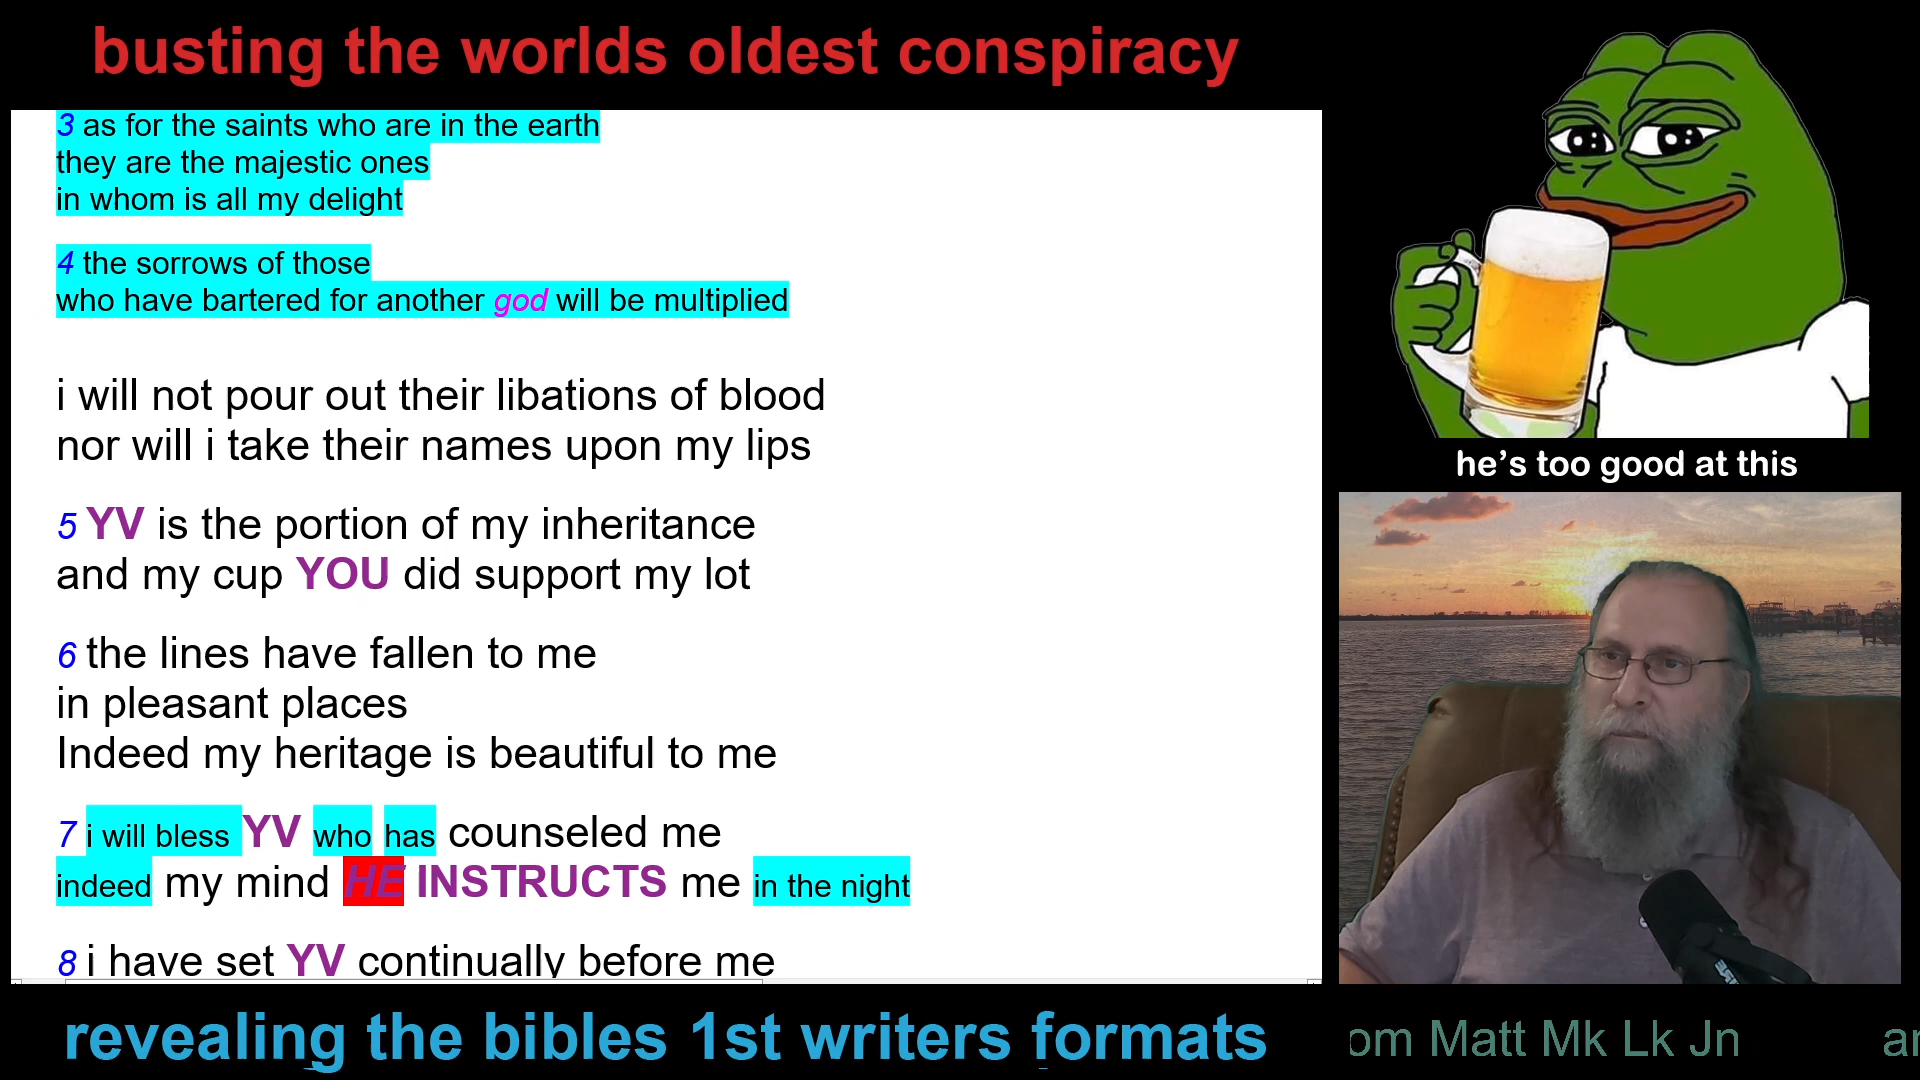 busting the worlds oldest conspiracy
3 as for the saints who are in the earth
they are the majestic ones
in whom is all my delight
4 the sorrows of those
who have bartered for another god will be multiplied
i will not pour out their libations of blood
nor will i take their names upon my lips
5 YV is the portion of my inheritance
and my cup YOU did support my lot
6 the lines have fallen to me
in pleasant places
Indeed my heritage is beautiful to me
7 i will bless YV who has counseled me
indeed my mind HE INSTRUCTS me in the night
8 i have set YV continually before me
he's too good at this
revealing the bibles 1st writers formats
om Matt Mk Lk Jn